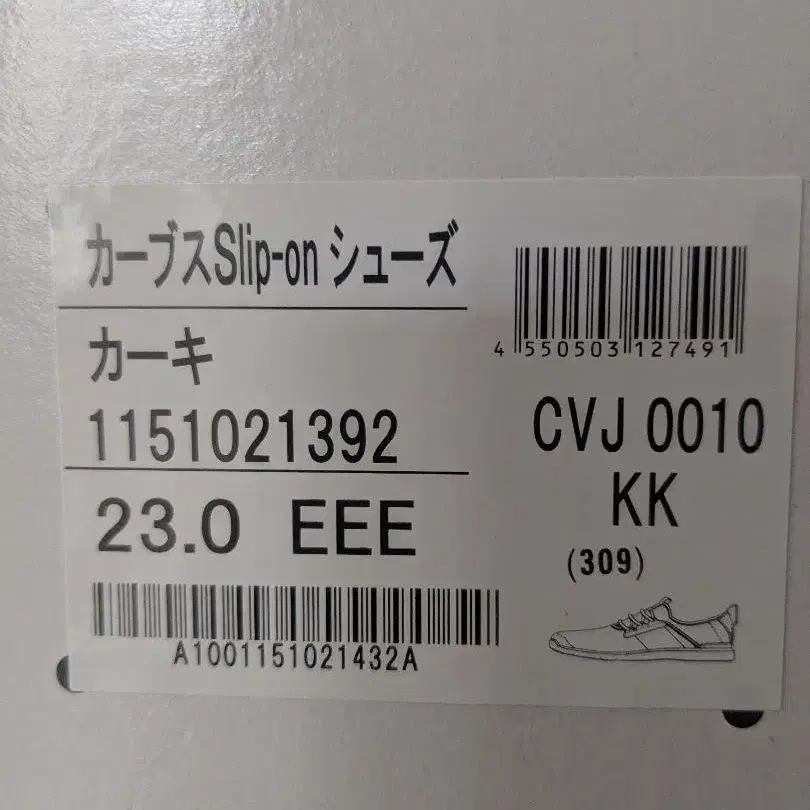 カーブスSlip-on シューズ
カーキ
1151021392
23.0 EEE
A1001151021432A
4 550503 127491
CVJ 0010
KK
(309)